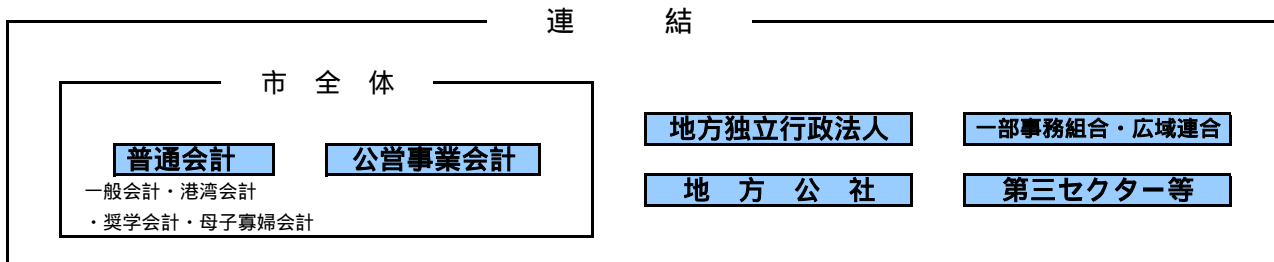 連 結
市 全 体
普通会計 公営事業会計
一般会計・港湾会計
・奨学会計・母子寡婦会計
地方独立行政法人 一部事務組合・広域連合
地 方 公 社 第三セクター等